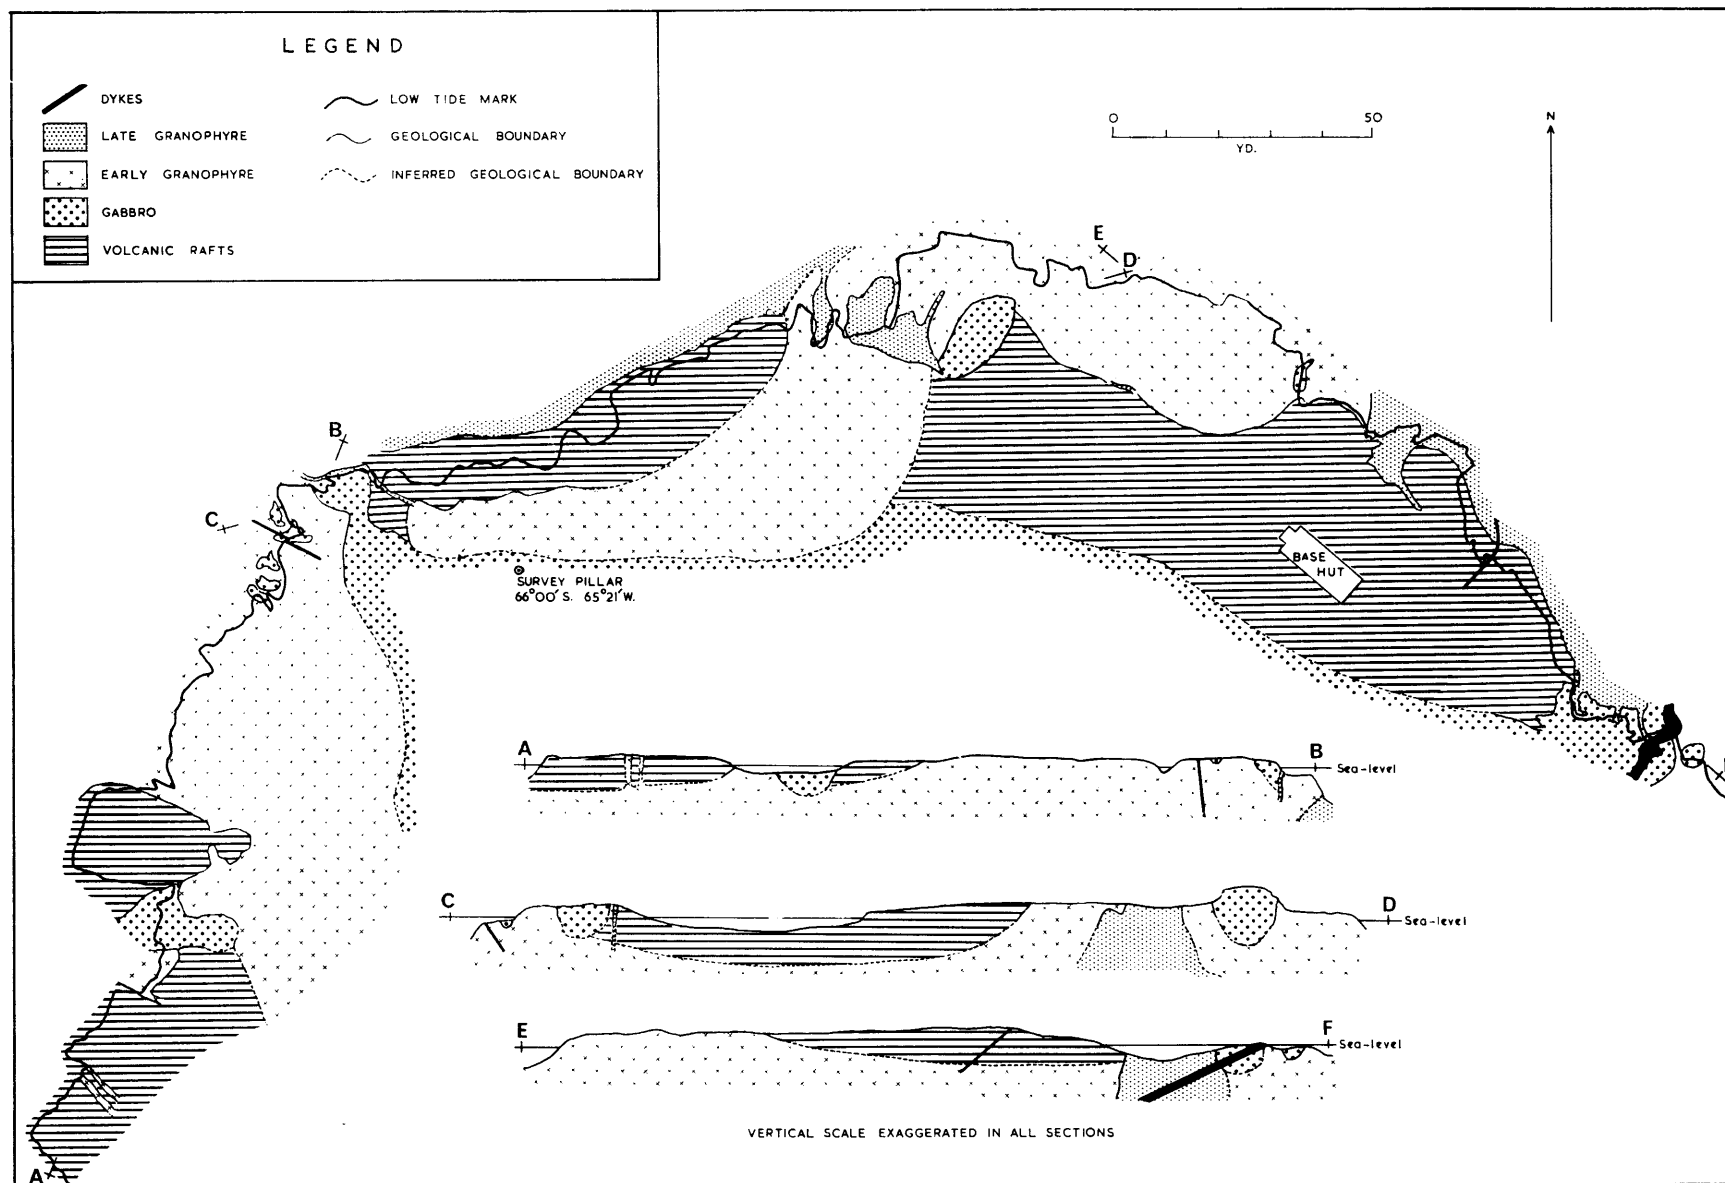 LEGEND
DYKES
LOW TIDE MARK
LATE GRANOPHYRE
GEOLOGICAL BOUNDARY
EARLY GRANOPHYRE
INFERRED GEOLOGICAL BOUNDARY
GABBRO
VOLCANIC RAFTS
0 50
YD.
N
E
D
B
C
BASE
HUT
SURVEY PILLAR
66°00′S. 65°21′W.
A B
Sea-level
C D
Sea-level
E F
Sea-level
VERTICAL SCALE EXAGGERATED IN ALL SECTIONS
A